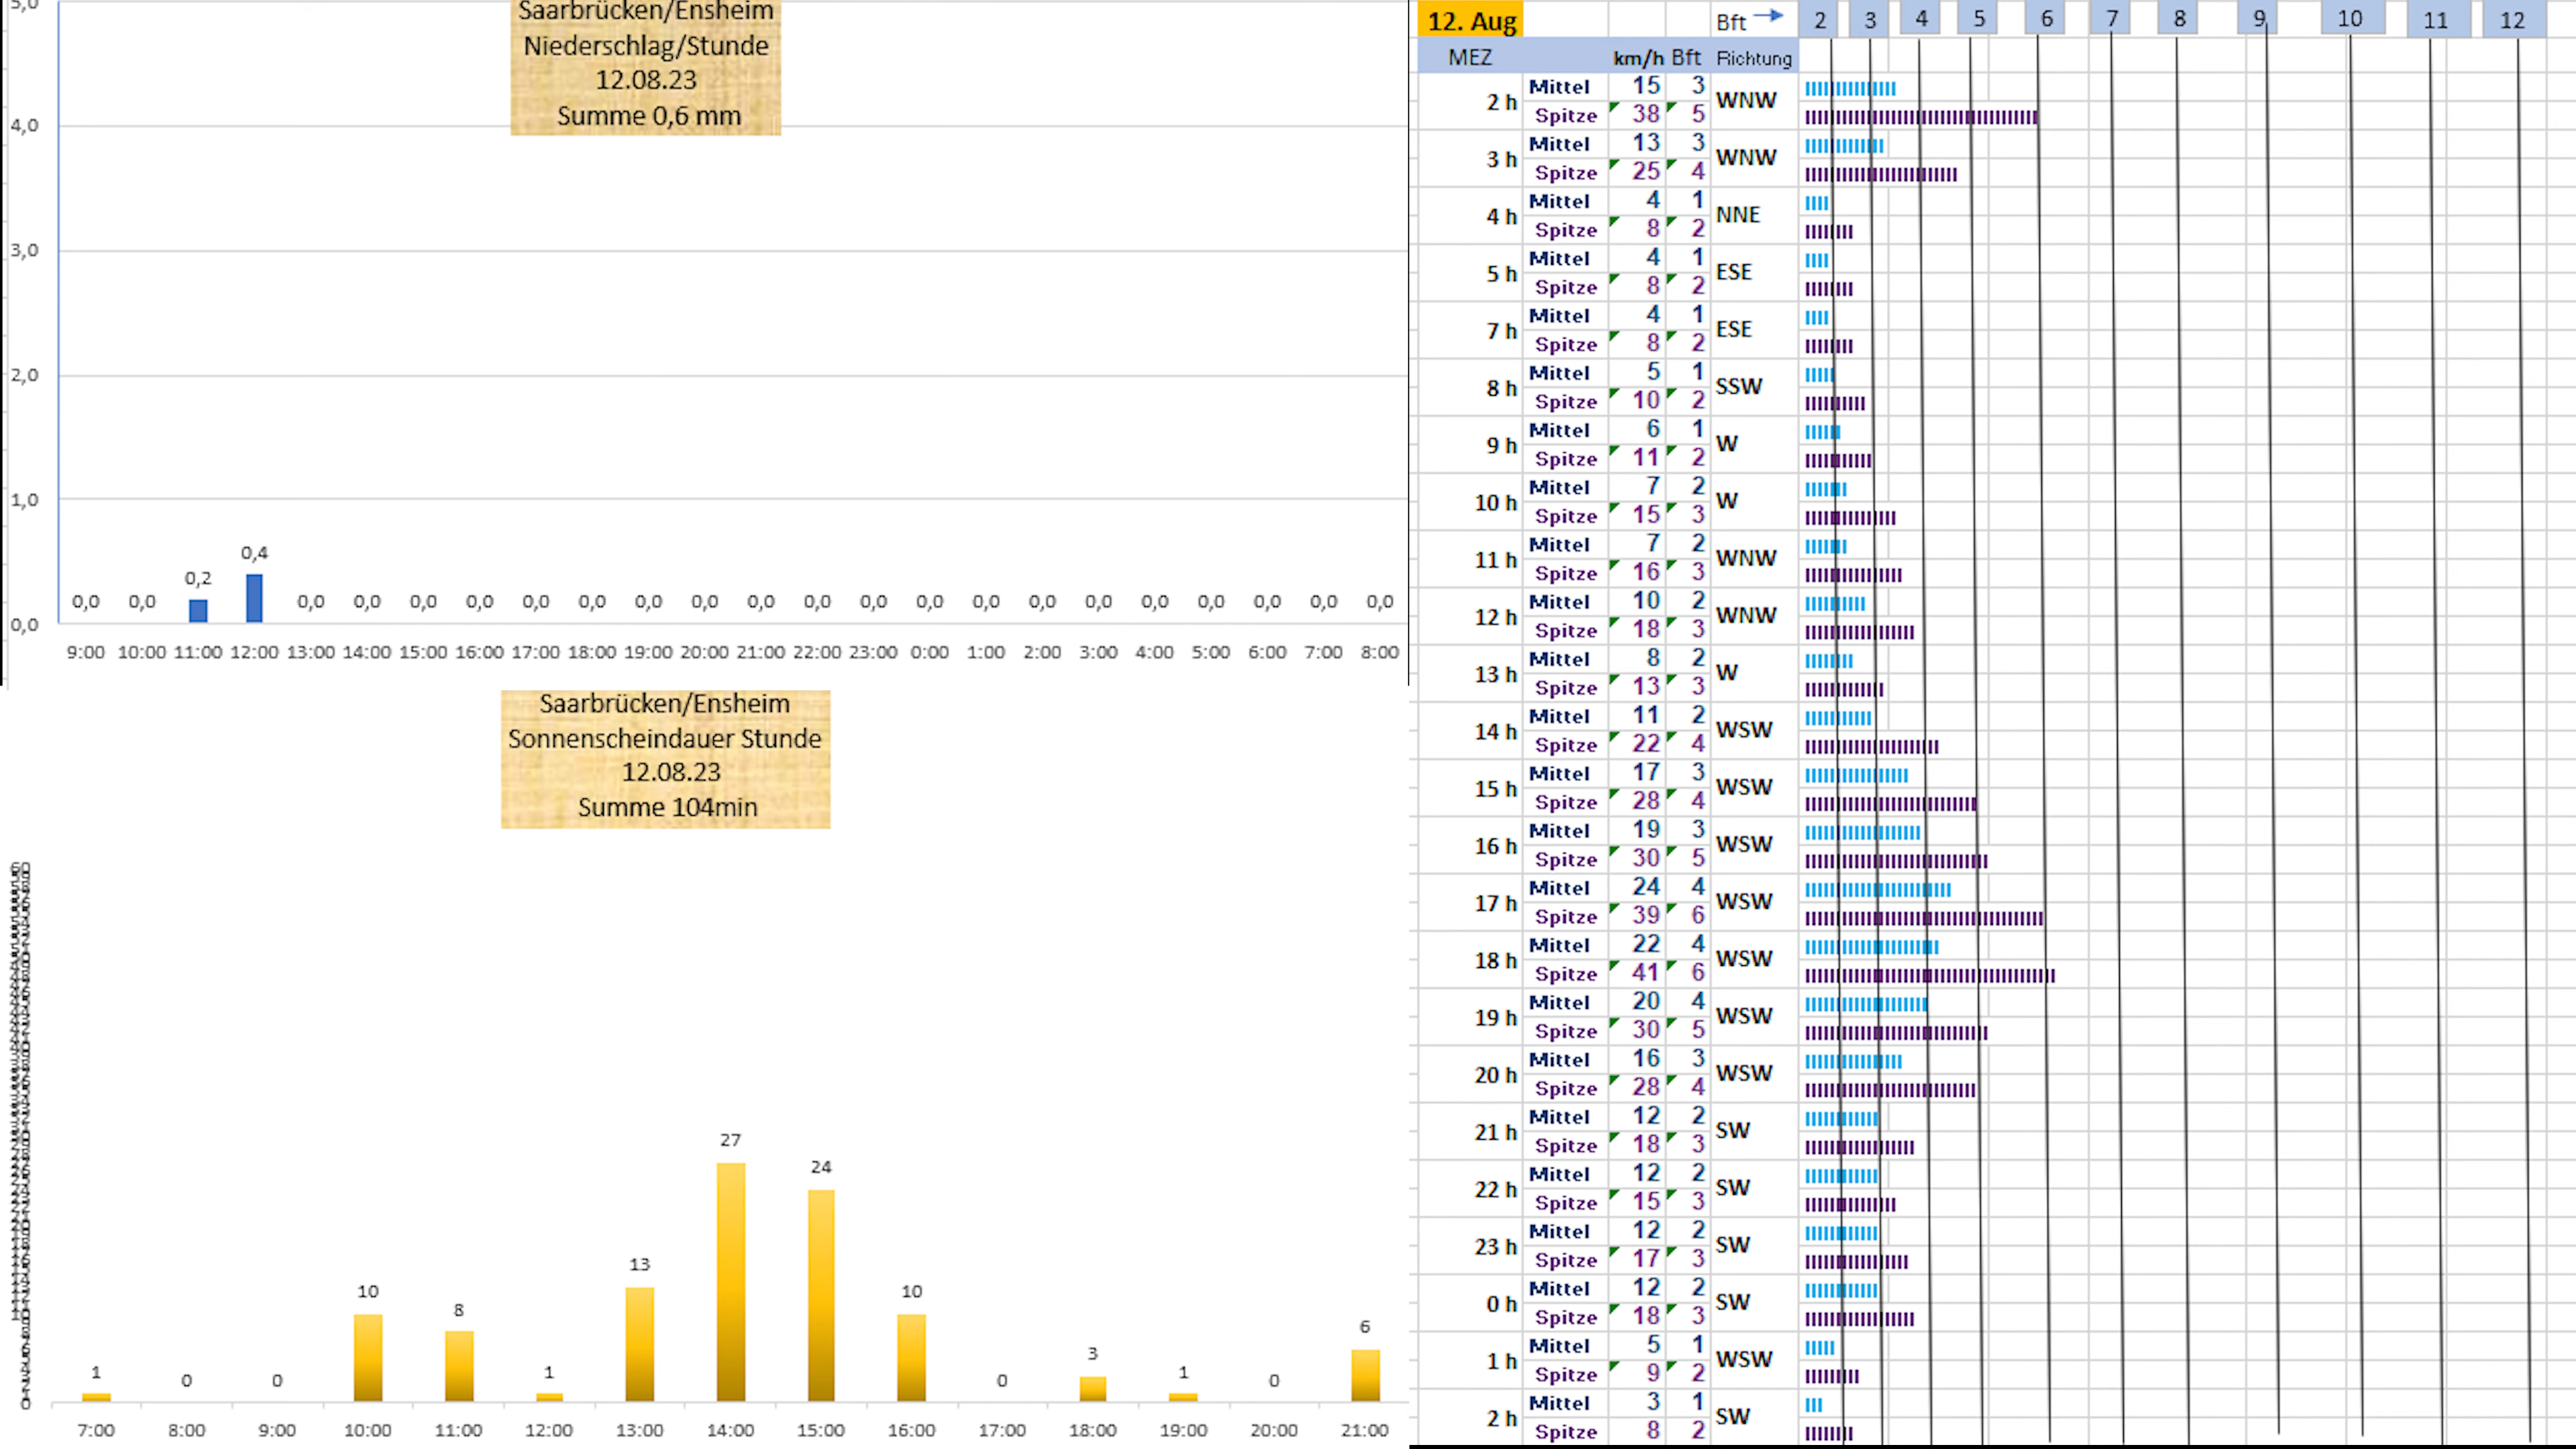 5,0
Saarbrücken/Ensheim
Niederschlag/Stunde
12.08.23
Summe 0,6 mm
4,0
3,0
2,0
1,0
0,0
0,0 0,0 0,2 0,4 0,0 0,0 0,0 0,0 0,0 0,0 0,0 0,0 0,0 0,0 0,0 0,0 0,0 0,0 0,0 0,0 0,0 0,0 0,0 0,0
9:00 10:00 11:00 12:00 13:00 14:00 15:00 16:00 17:00 18:00 19:00 20:00 21:00 22:00 23:00 0:00 1:00 2:00 3:00 4:00 5:00 6:00 7:00 8:00
Saarbrücken/Ensheim
Sonnenscheindauer Stunde
12.08.23
Summe 104min
1 0 0 10 8 1 13 27 24 10 0 3 1 0 6
7:00 8:00 9:00 10:00 11:00 12:00 13:00 14:00 15:00 16:00 17:00 18:00 19:00 20:00 21:00
12. Aug Bft 2 3 4 5 6 7 8 9 10 11 12
MEZ km/h Bft Richtung
2 h Mittel 15 3 WNW
Spitze 38 5
3 h Mittel 13 3 WNW
Spitze 25 4
4 h Mittel 4 1 NNE
Spitze 8 2
5 h Mittel 4 1 ESE
Spitze 8 2
7 h Mittel 4 1 ESE
Spitze 8 2
8 h Mittel 5 1 SSW
Spitze 10 2
9 h Mittel 6 1 W
Spitze 11 2
10 h Mittel 7 2 W
Spitze 15 3
11 h Mittel 7 2 WNW
Spitze 16 3
12 h Mittel 10 2 WNW
Spitze 18 3
13 h Mittel 8 2 W
Spitze 13 3
14 h Mittel 11 2 WSW
Spitze 22 4
15 h Mittel 17 3 WSW
Spitze 28 4
16 h Mittel 19 3 WSW
Spitze 30 5
17 h Mittel 24 4 WSW
Spitze 39 6
18 h Mittel 22 4 WSW
Spitze 41 6
19 h Mittel 20 4 WSW
Spitze 30 5
20 h Mittel 16 3 WSW
Spitze 28 4
21 h Mittel 12 2 SW
Spitze 18 3
22 h Mittel 12 2 SW
Spitze 15 3
23 h Mittel 12 2 SW
Spitze 17 3
0 h Mittel 12 2 SW
Spitze 18 3
1 h Mittel 5 1 WSW
Spitze 9 2
2 h Mittel 3 1 SW
Spitze 8 2